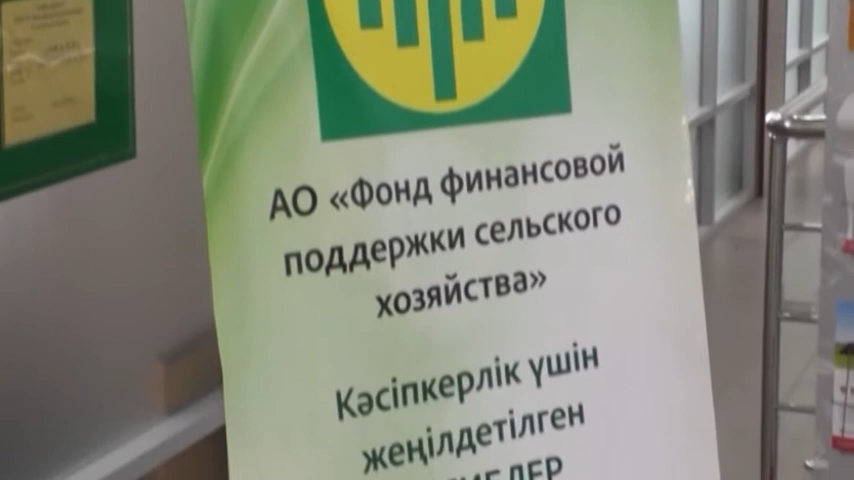 АО «Фонд финансовой
поддержки сельского
хозяйства»
Кәсіпкерлік үшін
жеңілдетілген